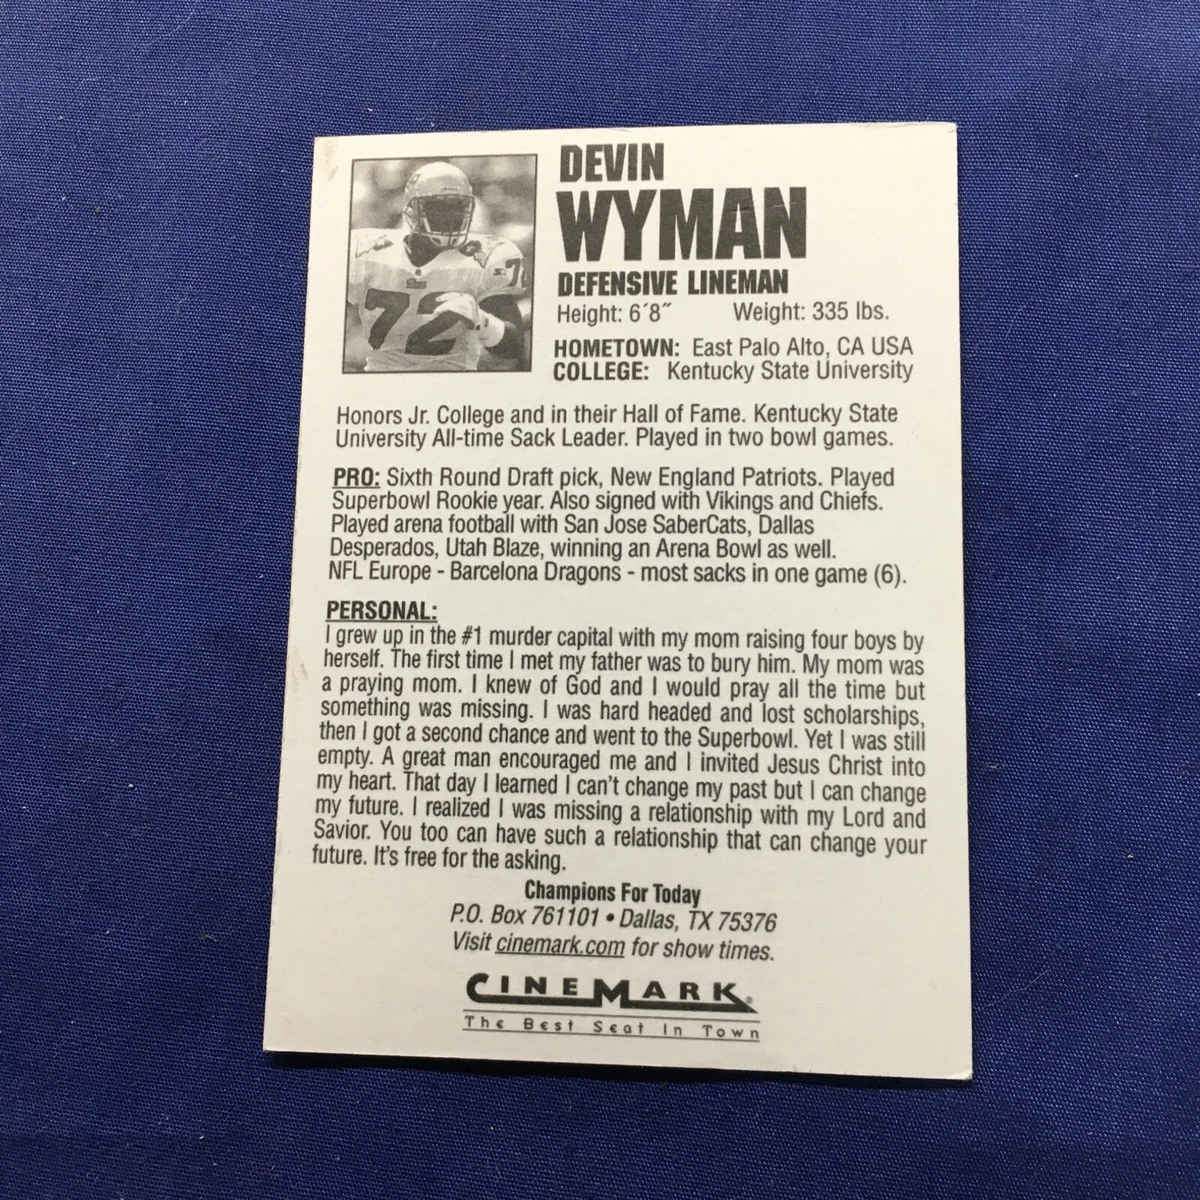 DEVIN
WYMAN
DEFENSIVE LINEMAN
Height: 6´8˝ Weight: 335 lbs.
HOMETOWN: East Palo Alto, CA USA
COLLEGE: Kentucky State University
72
Honors Jr. College and in their Hall of Fame. Kentucky State
University All-time Sack Leader. Played in two bowl games.
PRO: Sixth Round Draft pick, New England Patriots. Played
Superbowl Rookie year. Also signed with Vikings and Chiefs.
Played arena football with San Jose SaberCats, Dallas
Desperados, Utah Blaze, winning an Arena Bowl as well.
NFL Europe - Barcelona Dragons - most sacks in one game (6).
PERSONAL:
I grew up in the #1 murder capital with my mom raising four boys by
herself. The first time I met my father was to bury him. My mom was
a praying mom. I knew of God and I would pray all the time but
something was missing. I was hard headed and lost scholarships,
then I got a second chance and went to the Superbowl. Yet I was still
empty. A great man encouraged me and I invited Jesus Christ into
my heart. That day I learned I can't change my past but I can change
my future. I realized I was missing a relationship with my Lord and
Savior. You too can have such a relationship that can change your
future. It's free for the asking.
Champions For Today
P.O. Box 761101 • Dallas, TX 75376
Visit cinemark.com for show times.
CINEMARK®
The Best Seat In Town